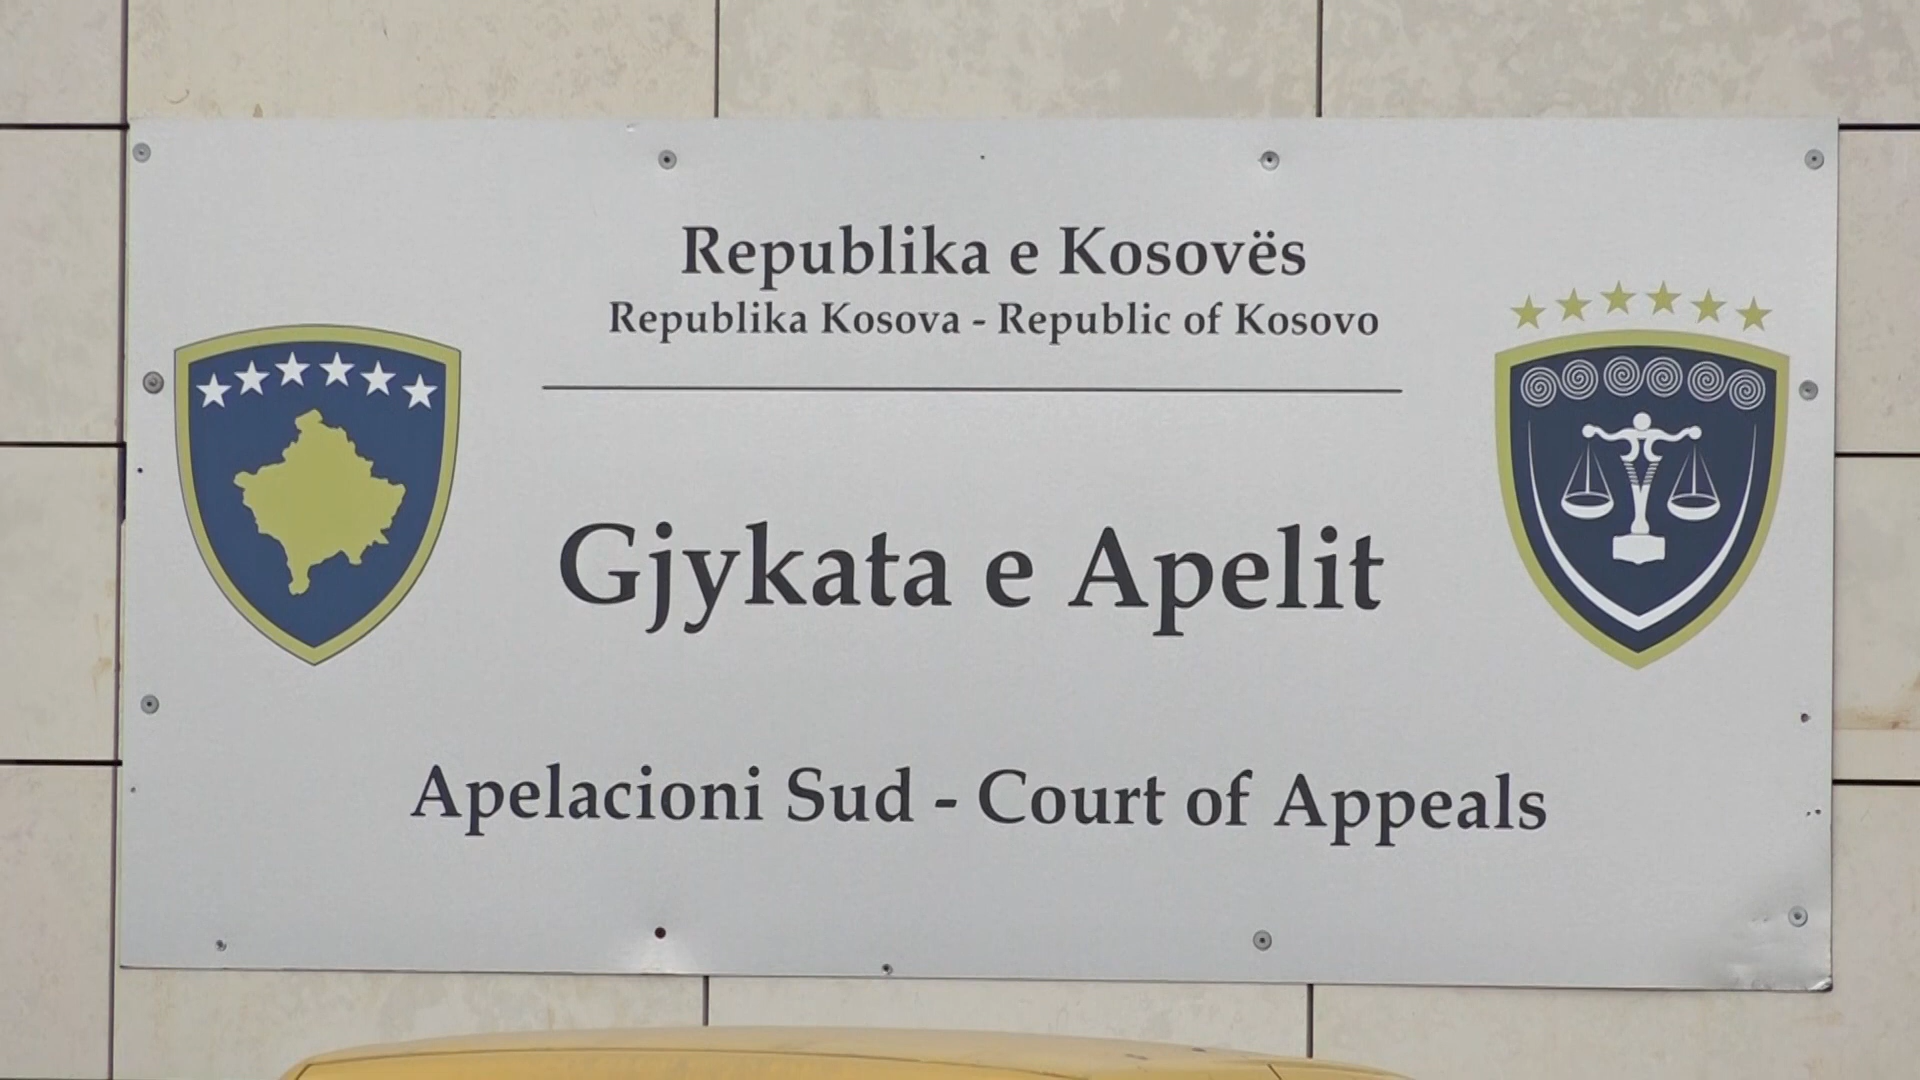 Republika e Kosovës
Republika Kosova - Republic of Kosovo
Gjykata e Apelit
Apelacioni Sud - Court of Appeals